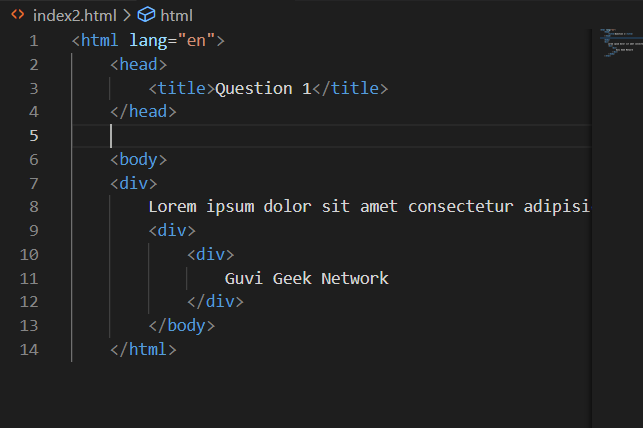 index2.html > html
1 <html lang="en">
2 <head>
3 <title>Question 1</title>
4 </head>
5
6 <body>
7 <div>
8 Lorem ipsum dolor sit amet consectetur adipisi
9 <div>
10 <div>
11 Guvi Geek Network
12 </div>
13 </body>
14 </html>